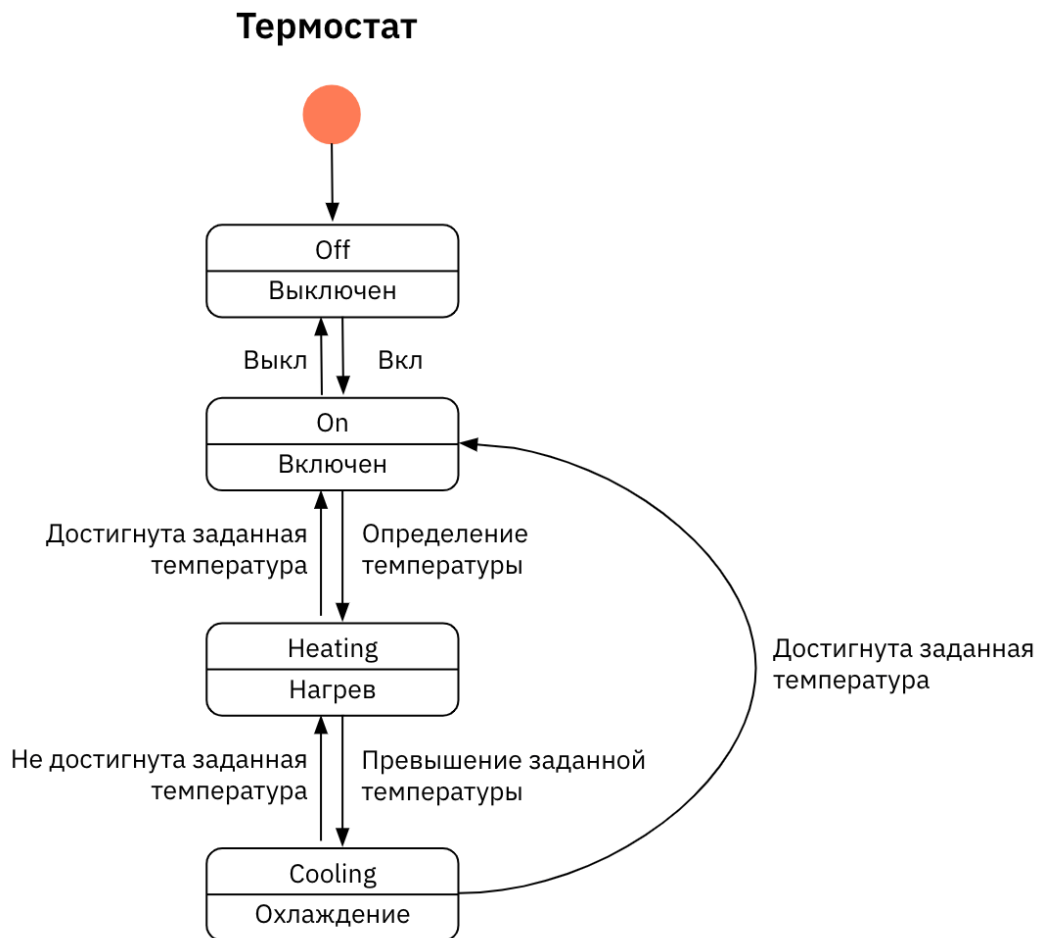 Термостат
Off
Выключен
Выкл
Вкл
On
Включен
Достигнута заданная
температура
Определение
температуры
Heating
Нагрев
Достигнута заданная
температура
Не достигнута заданная
температура
Превышение заданной
температуры
Cooling
Охлаждение